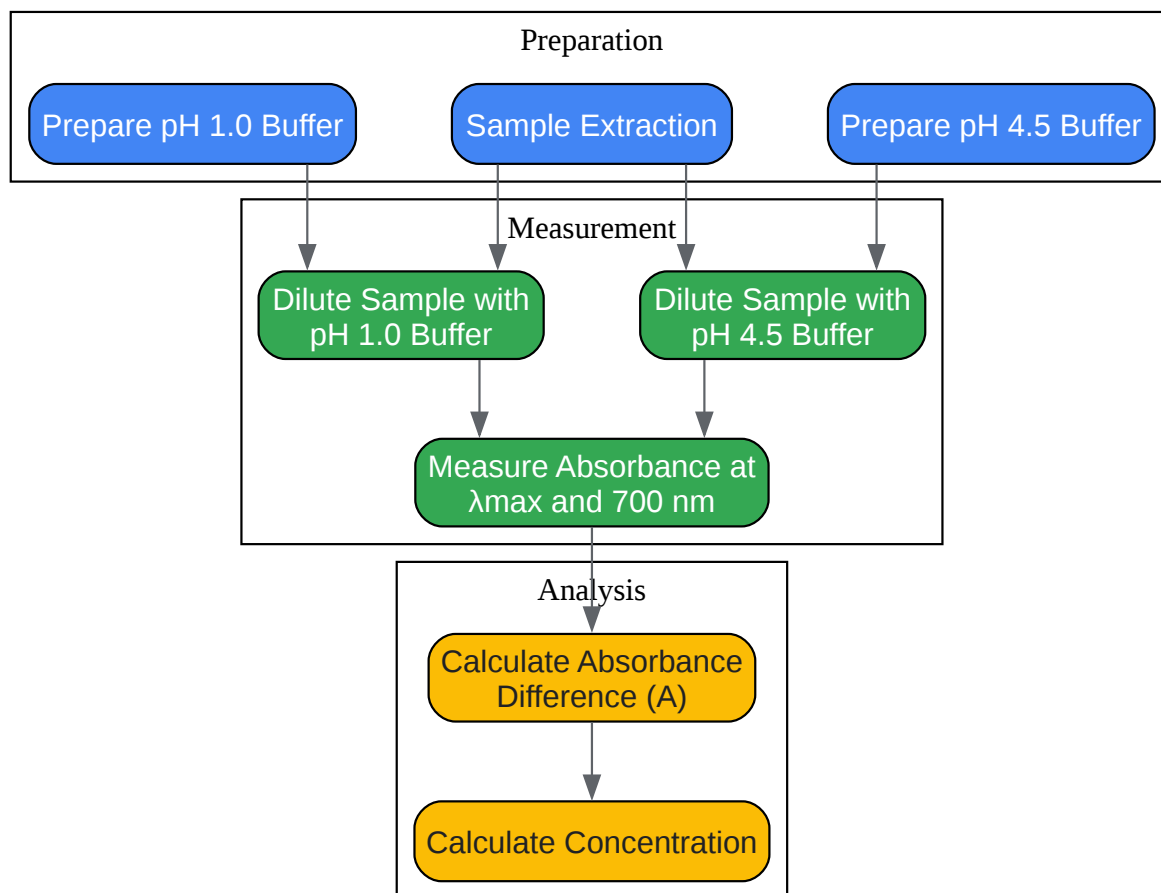 Preparation
Prepare pH 1.0 Buffer
Sample Extraction
Prepare pH 4.5 Buffer
Measurement
Dilute Sample with
pH 1.0 Buffer
Dilute Sample with
pH 4.5 Buffer
Measure Absorbance at
λmax and 700 nm
Analysis
Calculate Absorbance
Difference (A)
Calculate Concentration